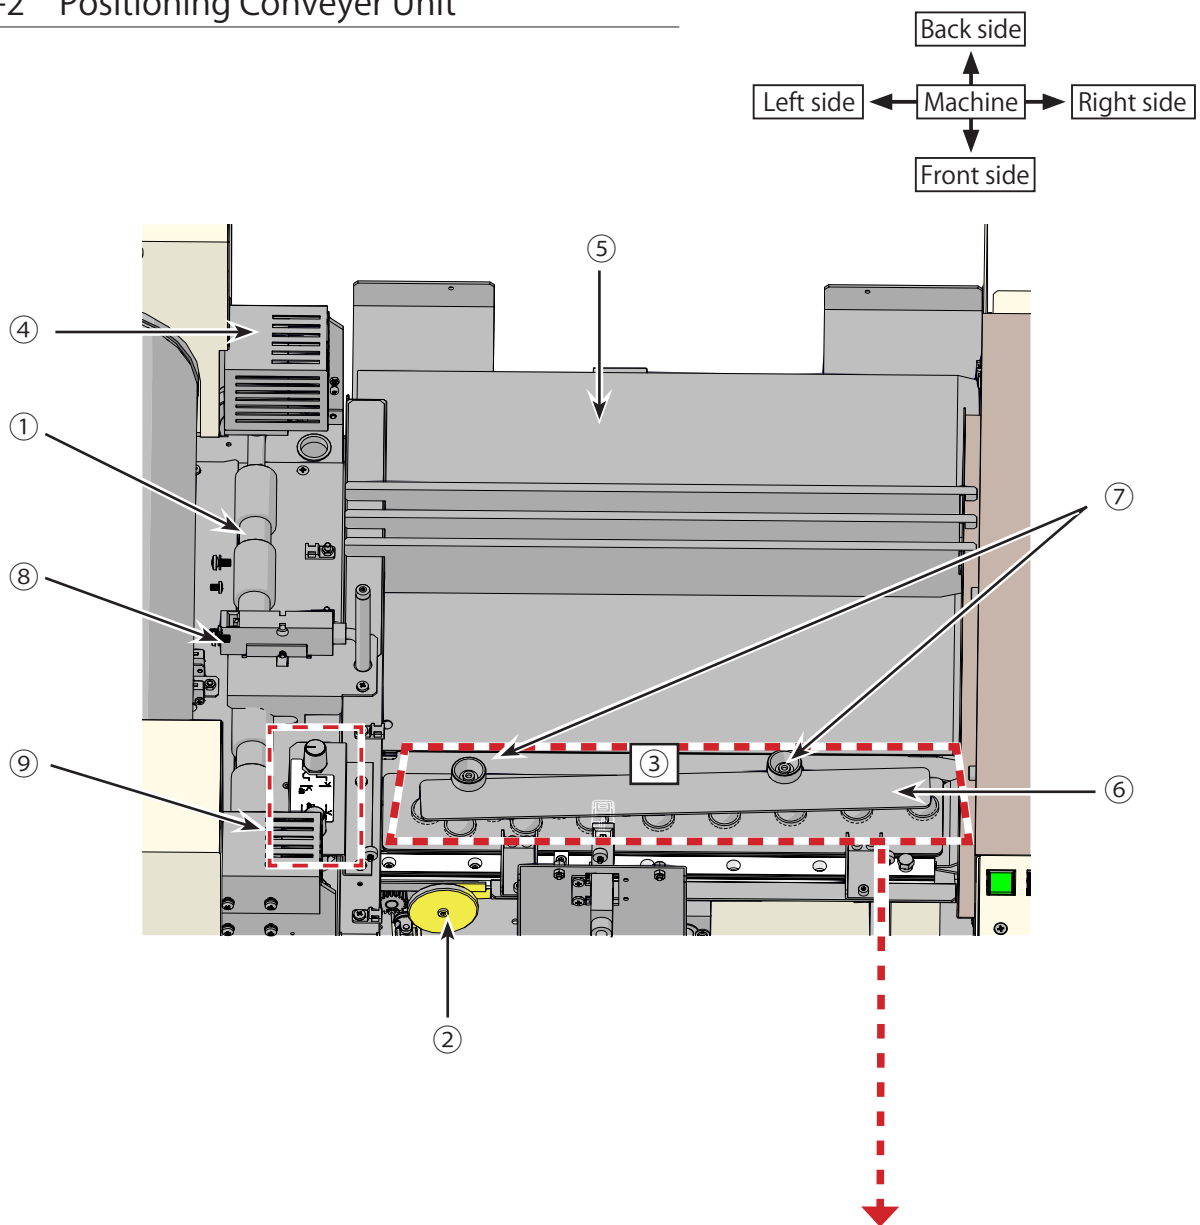 -2 Positioning Conveyer Unit
Back side
Left side Machine Right side
Front side
⑤
④
①
⑦
⑧
③
⑨
⑥
②